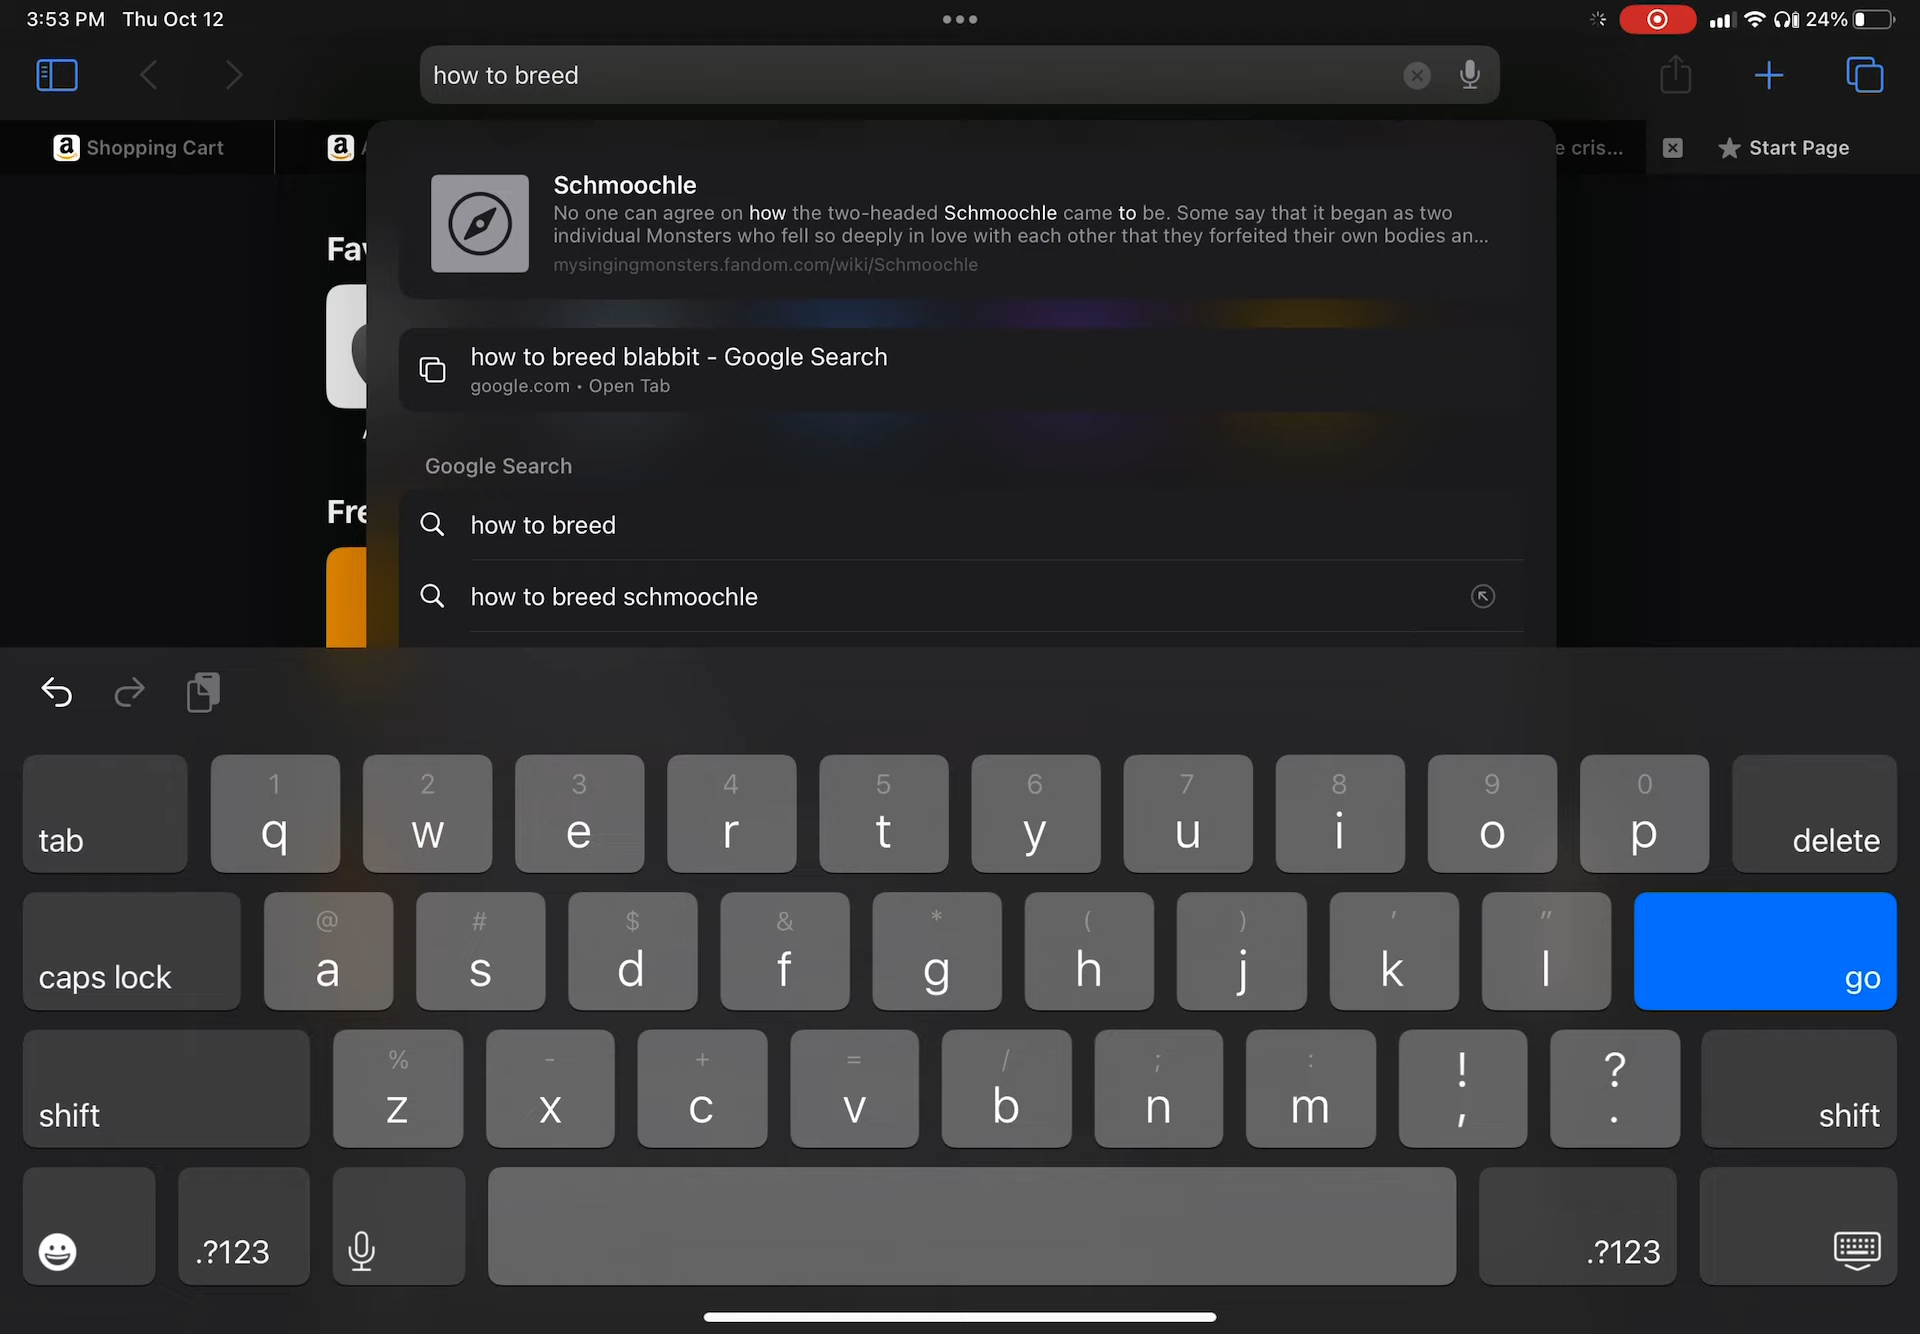 3:53 PM Thu Oct 12
24%
how to breed
Shopping Cart
e cris...
Start Page
Schmoochle
No one can agree on how the two-headed Schmoochle came to be. Some say that it began as two
individual Monsters who fell so deeply in love with each other that they forfeited their own bodies an...
mysingingmonsters.fandom.com/wiki/Schmoochle
Fav
how to breed blabbit - Google Search
google.com • Open Tab
Google Search
Fre
how to breed
how to breed schmoochle
1 2 3 4 5 6 7 8 9 0
tab q w e r t y u i o p delete
@ # $ & * ( ) ' "
caps lock a s d f g h j k l go
% - + = / ; : ! ?
shift z x c v b n m , . shift
.?123 .?123